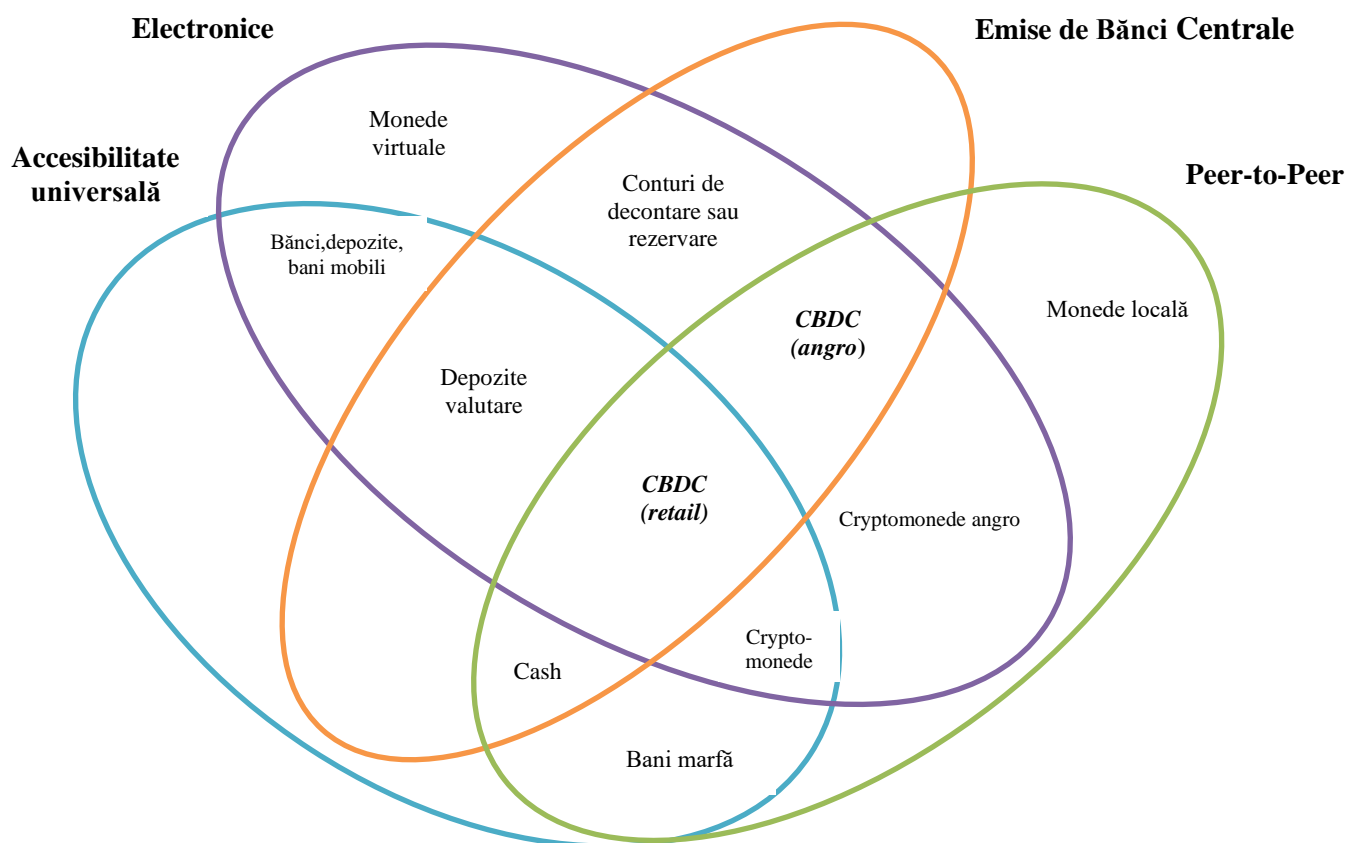 Electronice
Emise de Bănci Centrale
Accesibilitate
universală
Monede
virtuale
Peer-to-Peer
Conturi de
decontare sau
rezervare
Bănci,depozite,
bani mobili
Monede locală
CBDC
(angro)
Depozite
valutare
CBDC
(retail)
Cryptomonede angro
Crypto-
monede
Cash
Bani marfă